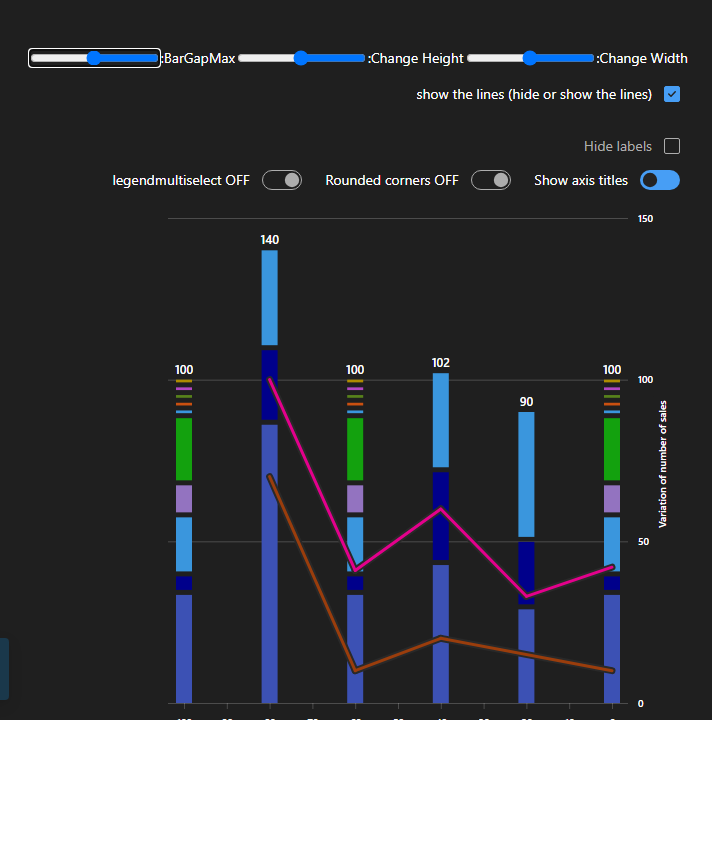 :BarGapMax :Change Height :Change Width
show the lines (hide or show the lines)
Hide labels
legendmultiselect OFF Rounded corners OFF Show axis titles
150
140
100 100 102 100 100
90
Variation of number of sales
50
0